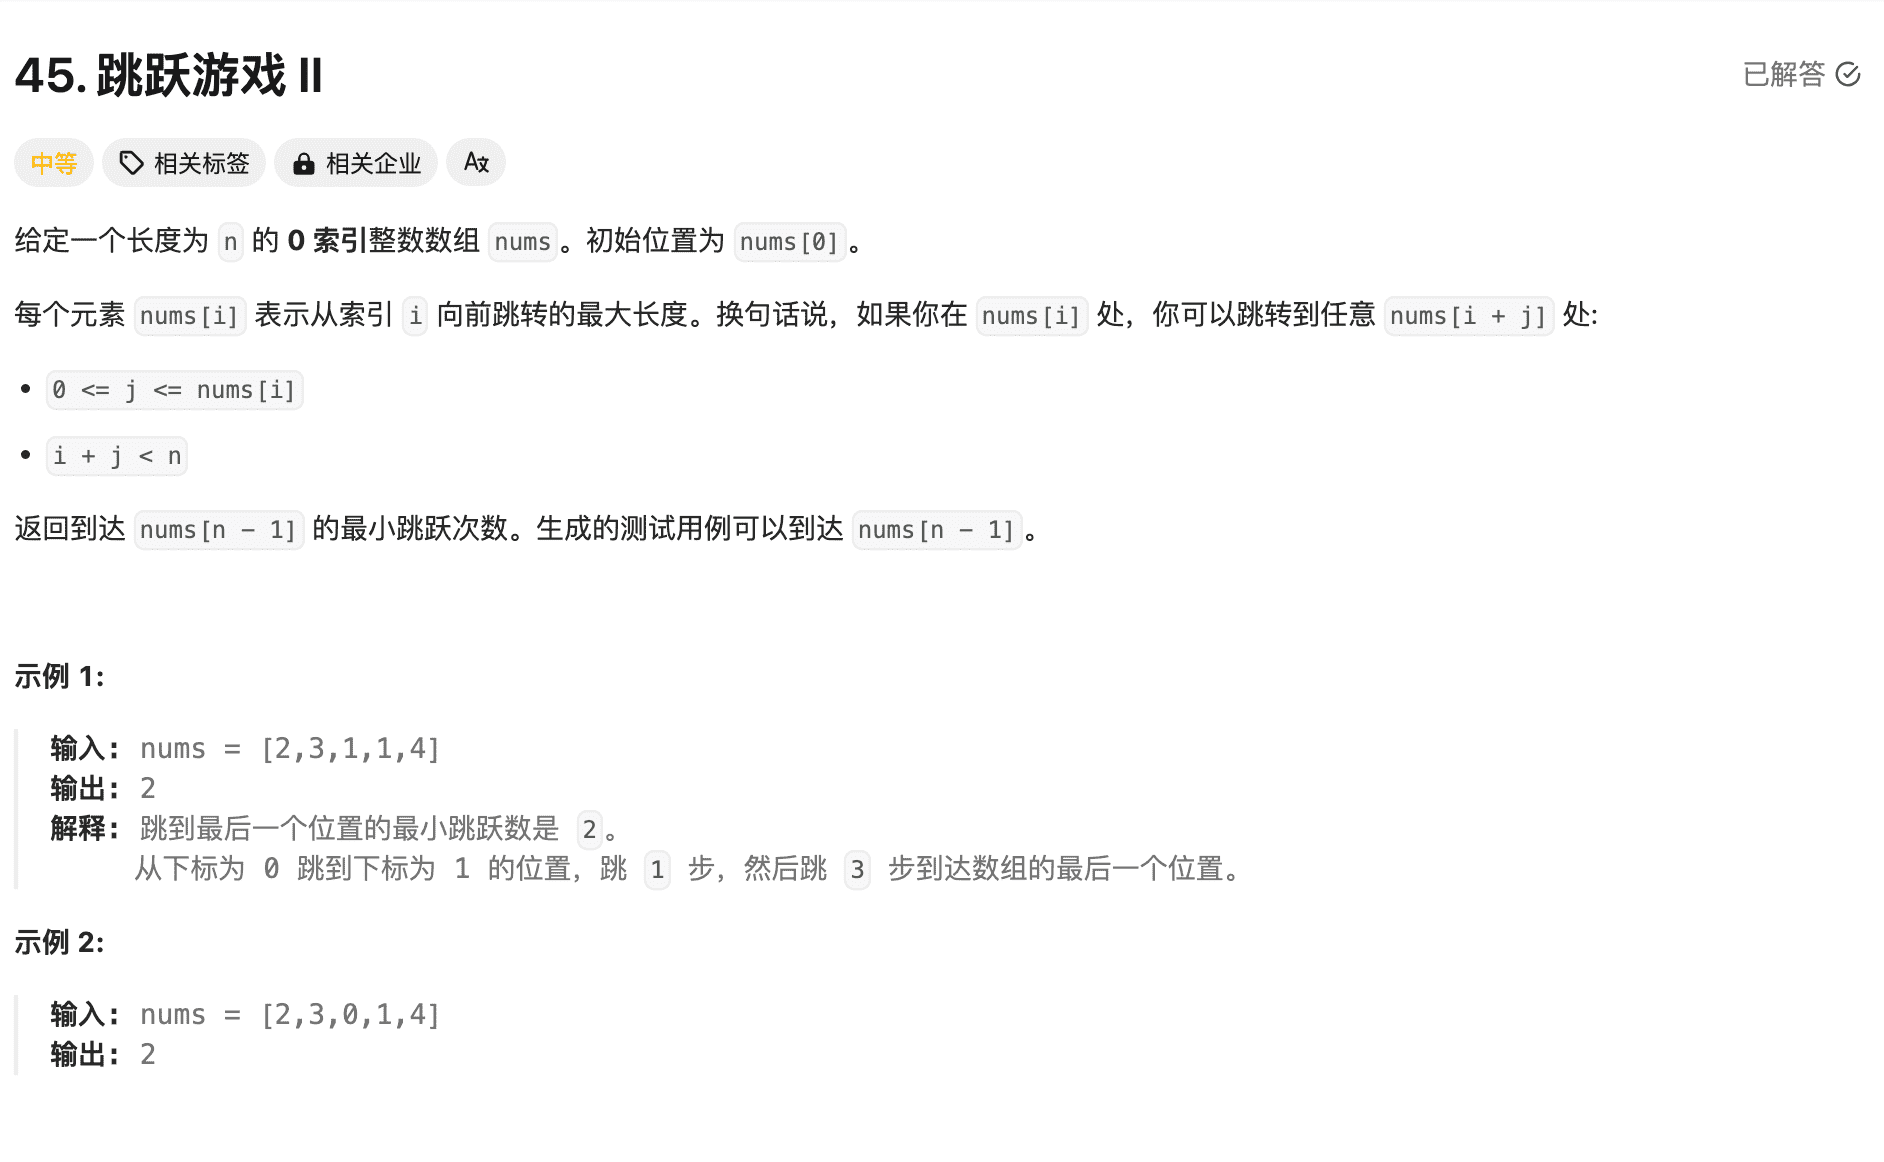 45. 跳跃游戏 II
已解答
中等 相关标签 相关企业
给定一个长度为 n 的 0 索引整数数组 nums。初始位置为 nums[0]。
每个元素 nums[i] 表示从索引 i 向前跳转的最大长度。换句话说，如果你在 nums[i] 处，你可以跳转到任意 nums[i + j] 处:
• 0 <= j <= nums[i]
• i + j < n
返回到达 nums[n - 1] 的最小跳跃次数。生成的测试用例可以到达 nums[n - 1]。
示例 1:
输入: nums = [2,3,1,1,4]
输出: 2
解释: 跳到最后一个位置的最小跳跃数是 2。
从下标为 0 跳到下标为 1 的位置，跳 1 步，然后跳 3 步到达数组的最后一个位置。
示例 2:
输入: nums = [2,3,0,1,4]
输出: 2